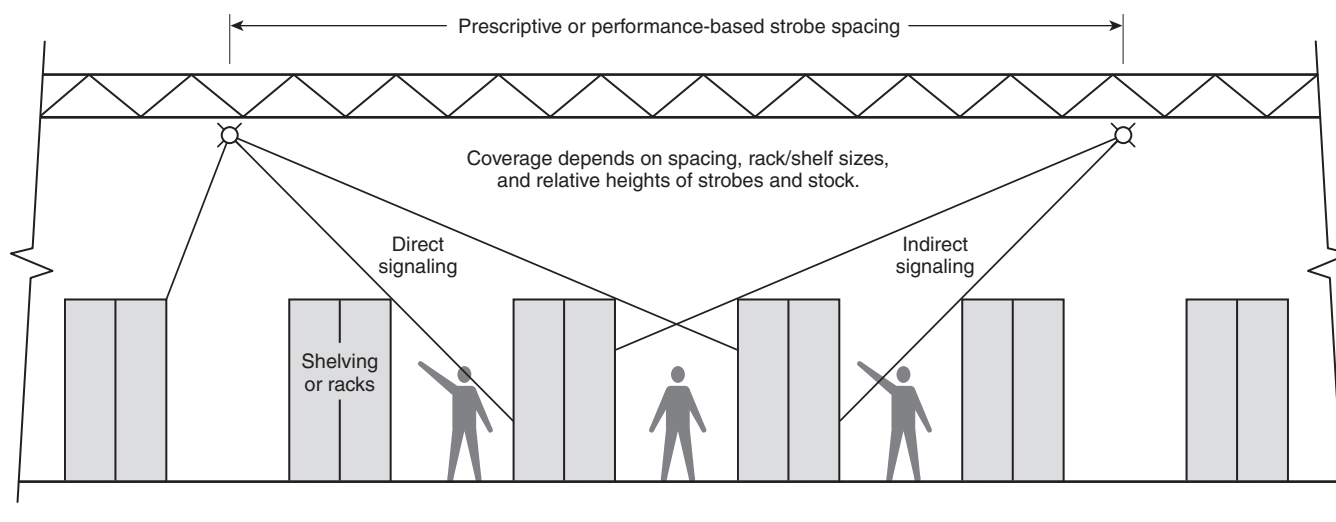 Prescriptive or performance-based strobe spacing
Coverage depends on spacing, rack/shelf sizes,
and relative heights of strobes and stock.
Direct
signaling
Indirect
signaling
Shelving
or racks